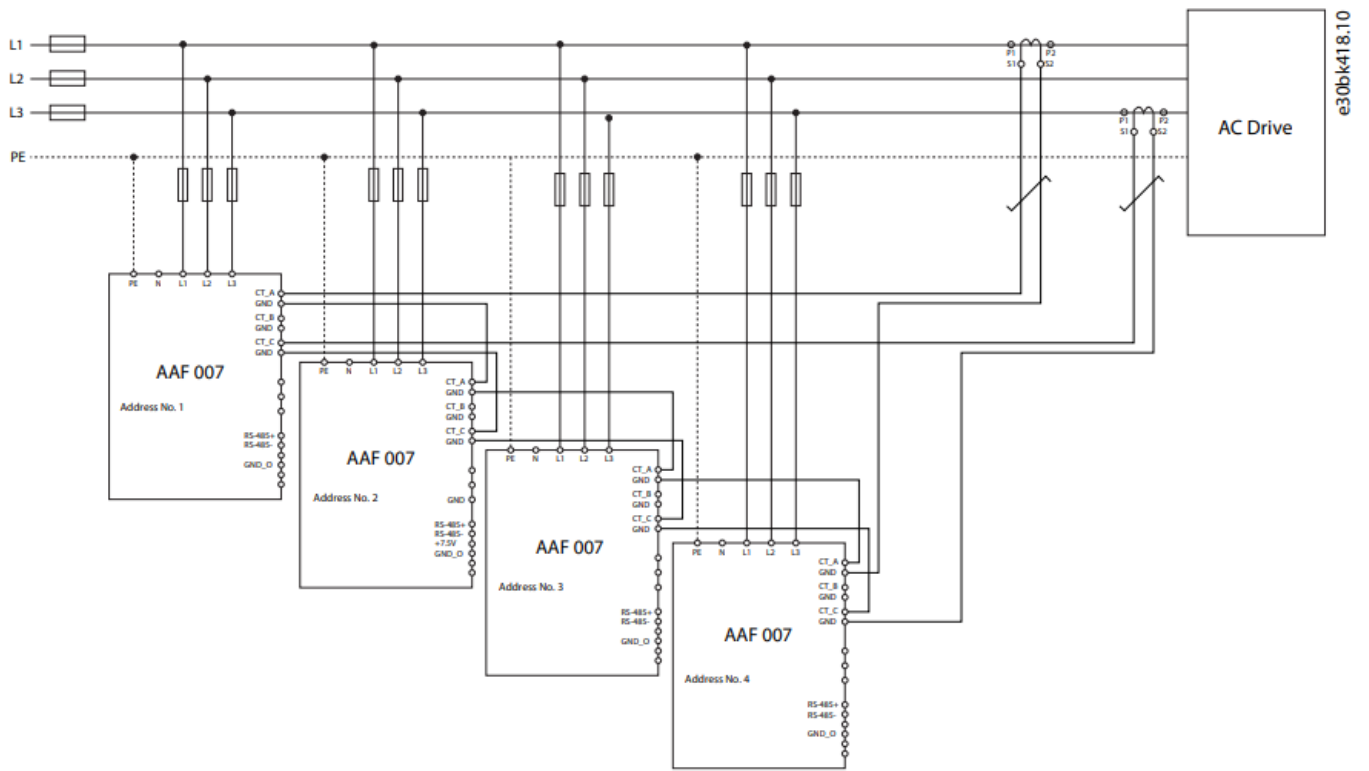 e30bk418.10
L1
L2
L3
PE
P1 P2
S1 S2
P1 P2
S1 S2
AC Drive
PE N L1 L2 L3
CT_A
GND
CT_B
GND
CT_C
GND
AAF 007
Address No. 1
RS-485+
RS-485-
GND_O
PE N L1 L2 L3
CT_A
GND
CT_B
GND
CT_C
GND
AAF 007
Address No. 2
GND
RS-485+
RS-485-
+7.5V
GND_O
PE N L1 L2 L3
CT_A
GND
CT_B
GND
CT_C
GND
AAF 007
Address No. 3
RS-485+
RS-485-
GND_O
PE N L1 L2 L3
CT_A
GND
CT_B
GND
CT_C
GND
AAF 007
Address No. 4
RS-485+
RS-485-
GND_O